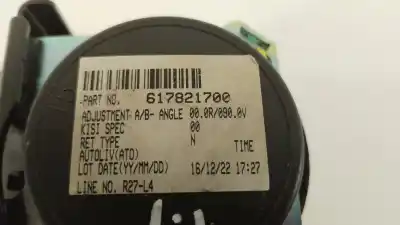 PART NO. 617821700
ADJUSTMENT A/B- ANGLE 00.0R/090.0V
KISI SPEC 00
RET TYPE N TIME
AUTOLIV(ATD)
LOT DATE(YY/MM/DD) 16/12/22 17:27
LINE NO. R27-L4